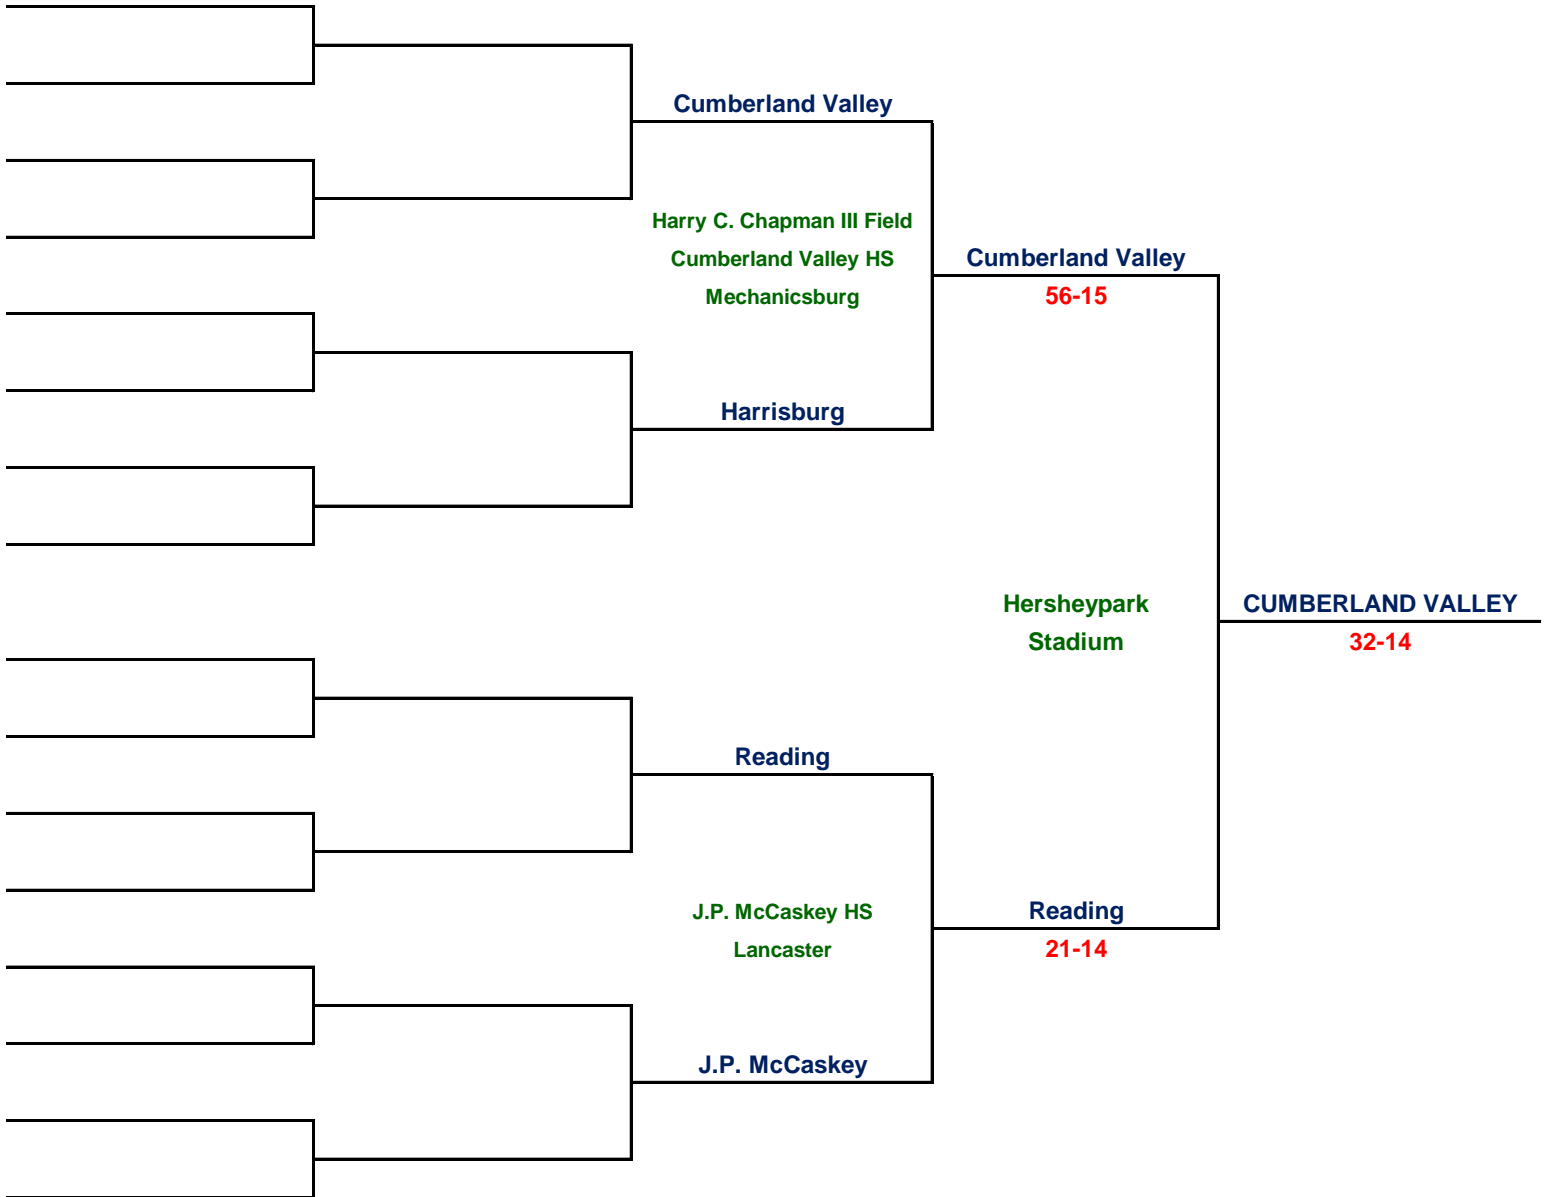 Cumberland Valley
Harry C. Chapman III Field
Cumberland Valley HS
Mechanicsburg
Cumberland Valley
56-15
Harrisburg
Hersheypark
Stadium
CUMBERLAND VALLEY
32-14
Reading
J.P. McCaskey HS
Lancaster
Reading
21-14
J.P. McCaskey